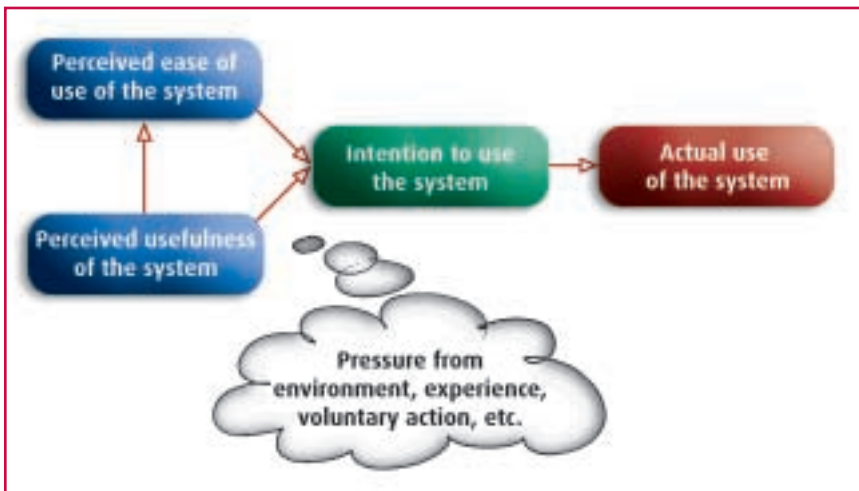 Perceived ease of
use of the system
Intention to use
the system
Actual use
of the system
Perceived usefulness
of the system
Pressure from
environment, experience,
voluntary action, etc.